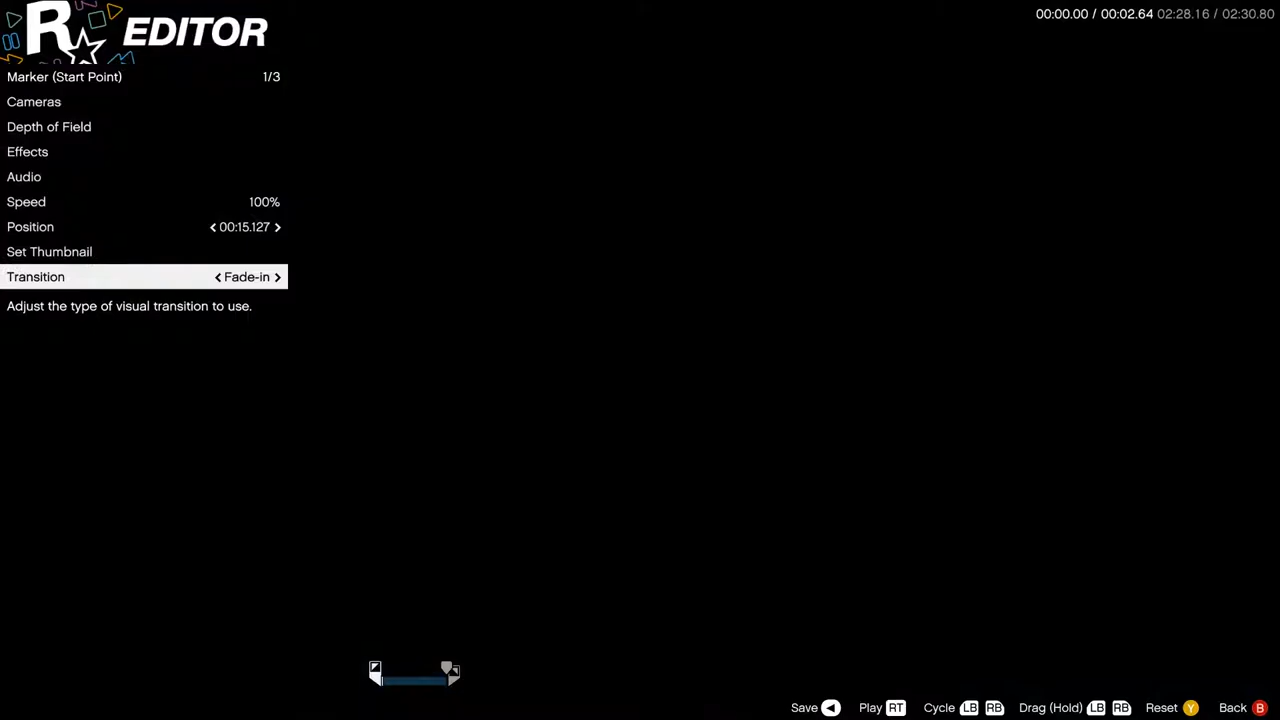 R EDITOR
00:00.00 / 00:02.64 02:28.16 / 02:30.80
Marker (Start Point) 1/3
Cameras
Depth of Field
Effects
Audio
Speed 100%
Position < 00:15.127 >
Set Thumbnail
Transition < Fade-in >
Adjust the type of visual transition to use.
Save Play RT Cycle LB RB Drag (Hold) LB RB Reset Y Back B